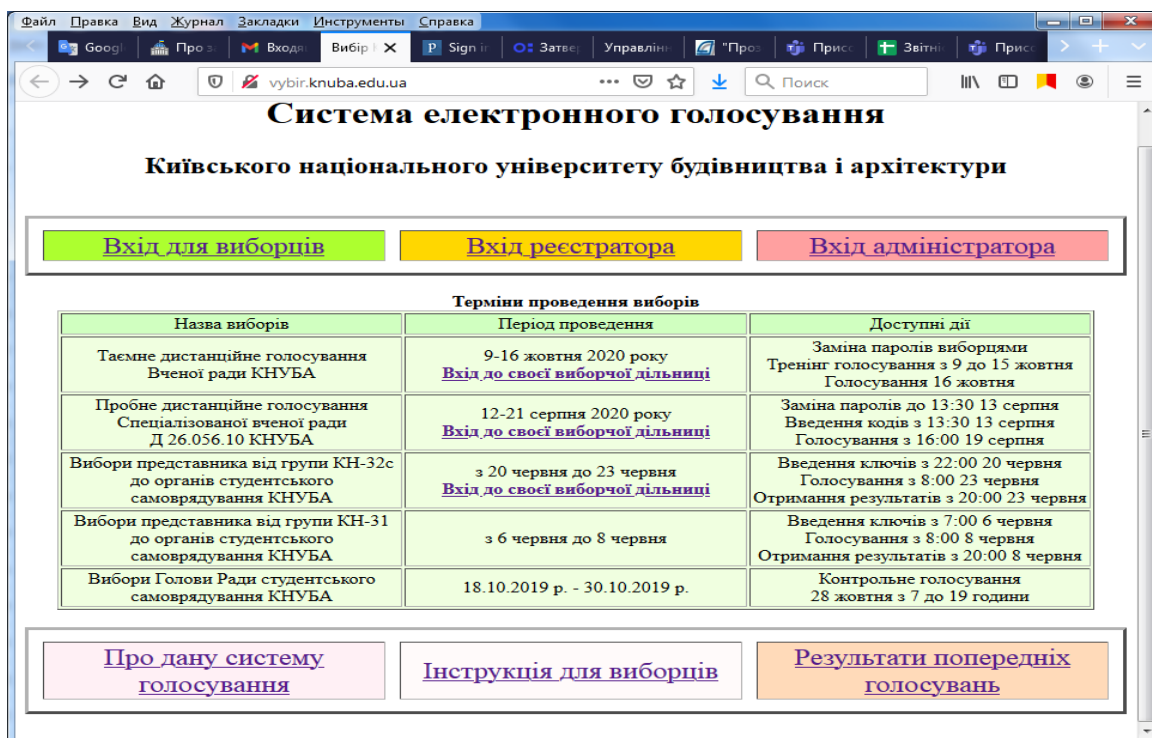 Файл Правка Вид Журнал Закладки Инструменты Справка
Googl Про з Входя Вибір Sign in Затве Управлінн "Про Присо Звітні Присо
vybir.knuba.edu.ua Поиск
Система електронного голосування
Київського національного університету будівництва і архітектури
Вхід для виборців Вхід реєстратора Вхід адміністратора
Терміни проведення виборів
Назва виборів Період проведення Доступні дії
Таємне дистанційне голосування
Вченої ради КНУБА
9-16 жовтня 2020 року
Вхід до своєї виборчої дільниці
Заміна паролів виборцями
Тренінг голосування з 9 до 15 жовтня
Голосування 16 жовтня
Пробне дистанційне голосування
Спеціалізованої вченої ради
Д 26.056.10 КНУБА
12-21 серпня 2020 року
Вхід до своєї виборчої дільниці
Заміна паролів до 13:30 13 серпня
Введення кодів з 13:30 13 серпня
Голосування з 16:00 19 серпня
Вибори представника від групи КН-32с
до органів студентського
самоврядування КНУБА
з 20 червня до 23 червня
Вхід до своєї виборчої дільниці
Введення ключів з 22:00 20 червня
Голосування з 8:00 23 червня
Отримання результатів з 20:00 23 червня
Вибори представника від групи КН-31
до органів студентського
самоврядування КНУБА
з 6 червня до 8 червня
Введення ключів з 7:00 6 червня
Голосування з 8:00 8 червня
Отримання результатів з 20:00 8 червня
Вибори Голови Ради студентського
самоврядування КНУБА
18.10.2019 р. - 30.10.2019 р.
Контрольне голосування
28 жовтня з 7 до 19 години
Про дану систему
голосування
Інструкція для виборців
Результати попередніх
голосувань